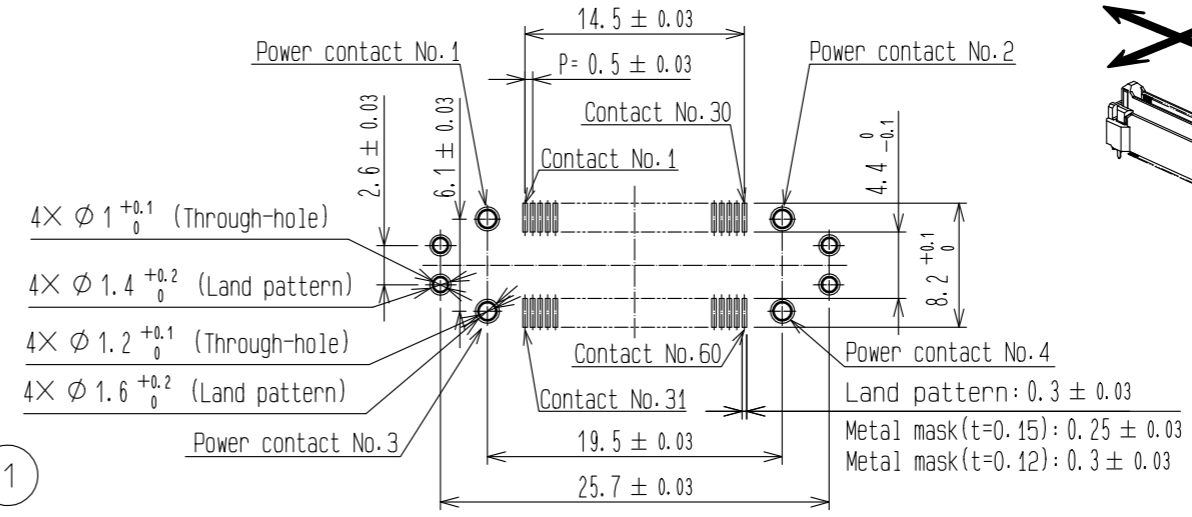 14.5 ± 0.03
Power contact No.1
P= 0.5 ± 0.03
Power contact No.2
Contact No.30
Contact No.1
2.6 ± 0.03
6.1 ± 0.03
4.4 0 -0.1
8.2 +0.1 0
4× ∅ 1 +0.1 0 (Through-hole)
4× ∅ 1.4 +0.2 0 (Land pattern)
4× ∅ 1.2 +0.1 0 (Through-hole)
4× ∅ 1.6 +0.2 0 (Land pattern)
Contact No.60
Power contact No.4
Contact No.31
Land pattern: 0.3 ± 0.03
Power contact No.3
Metal mask(t=0.15): 0.25 ± 0.03
Metal mask(t=0.12): 0.3 ± 0.03
19.5 ± 0.03
25.7 ± 0.03
1